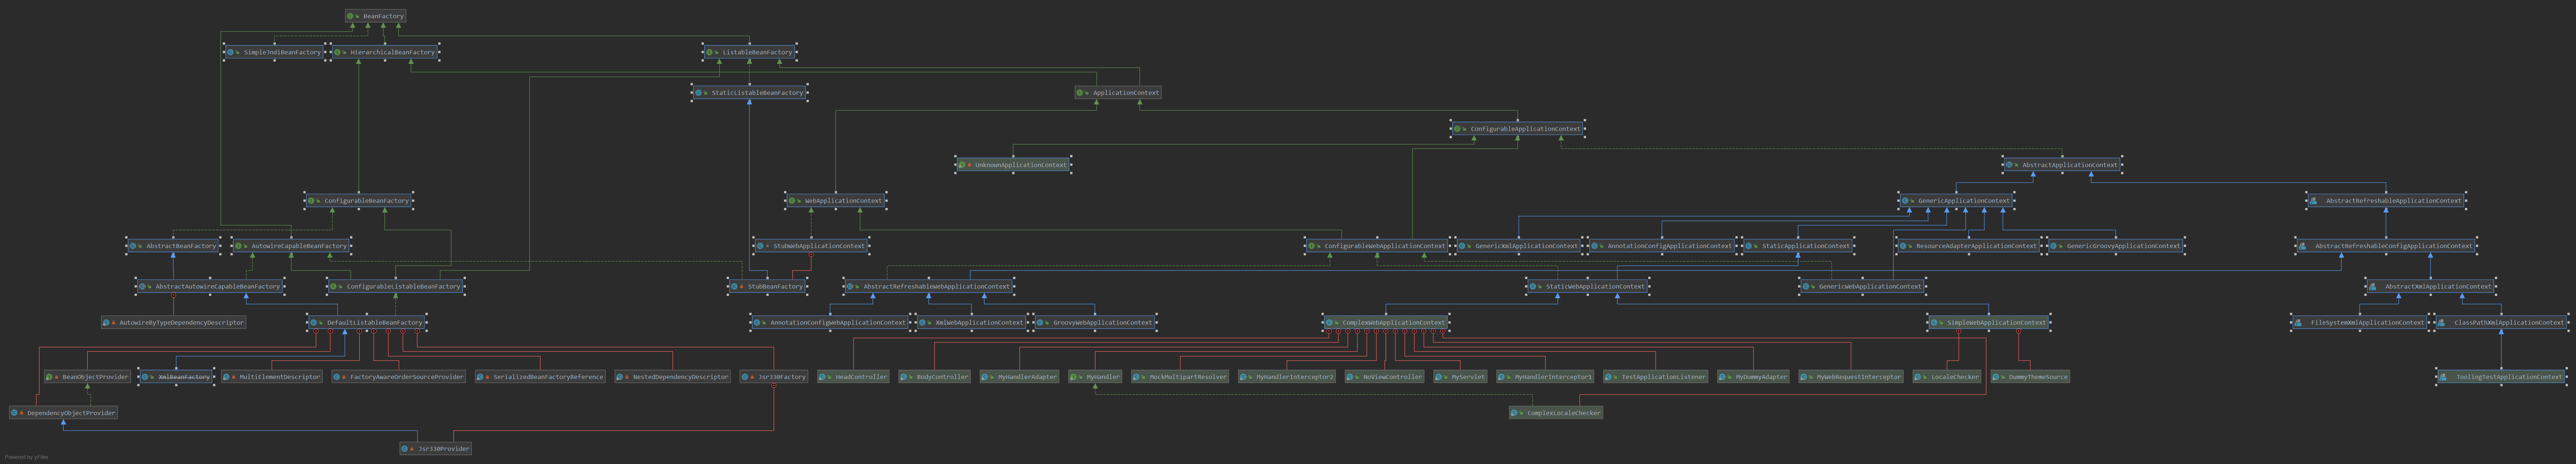 BeanFactory
SimpleJndiBeanFactory
HierarchicalBeanFactory
ListableBeanFactory
StaticListableBeanFactory
ApplicationContext
ConfigurableApplicationContext
UnknownApplicationContext
AbstractApplicationContext
ConfigurableBeanFactory
WebApplicationContext
GenericApplicationContext
AbstractRefreshableApplicationContext
AbstractBeanFactory
AutowireCapableBeanFactory
StubWebApplicationContext
ConfigurableWebApplicationContext
GenericXmlApplicationContext
AnnotationConfigApplicationContext
StaticApplicationContext
ResourceAdapterApplicationContext
GenericGroovyApplicationContext
AbstractRefreshableConfigApplicationContext
AbstractAutowireCapableBeanFactory
ConfigurableListableBeanFactory
StubBeanFactory
AbstractRefreshableWebApplicationContext
StaticWebApplicationContext
GenericWebApplicationContext
AbstractXmlApplicationContext
AutowireByTypeDependencyDescriptor
DefaultListableBeanFactory
AnnotationConfigWebApplicationContext
XmlWebApplicationContext
GroovyWebApplicationContext
ComplexWebApplicationContext
SimpleWebApplicationContext
FileSystemXmlApplicationContext
ClassPathXmlApplicationContext
BeanObjectProvider
XmlBeanFactory
MultiElementDescriptor
FactoryAwareOrderSourceProvider
SerializedBeanFactoryReference
NestedDependencyDescriptor
Jsr330Factory
HeadController
BodyController
MyHandlerAdapter
MyHandler
MockMultipartResolver
MyHandlerInterceptor2
NoViewController
MyServlet
MyHandlerInterceptor1
TestApplicationListener
MyDummyAdapter
MyWebRequestInterceptor
LocaleChecker
DummyThemeSource
ToolingTestApplicationContext
DependencyObjectProvider
ComplexLocaleChecker
Jsr330Provider
Powered by yFiles